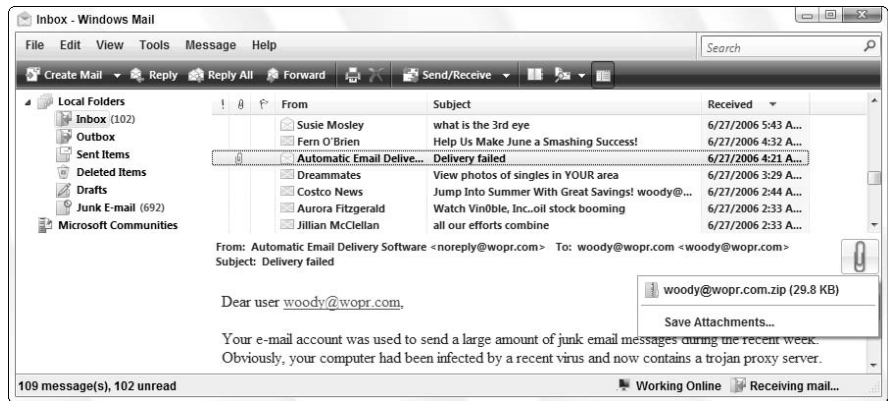 Inbox - Windows Mail
File Edit View Tools Message Help
Search
Create Mail Reply Reply All Forward Send/Receive
Local Folders
Inbox (102)
Outbox
Sent Items
Deleted Items
Drafts
Junk E-mail (692)
Microsoft Communities
! From Subject Received
Susie Mosley what is the 3rd eye 6/27/2006 5:43 A...
Fern O'Brien Help Us Make June a Smashing Success! 6/27/2006 4:32 A...
Automatic Email Delive... Delivery failed 6/27/2006 4:21 A...
Dreammates View photos of singles in YOUR area 6/27/2006 3:29 A...
Costco News Jump Into Summer With Great Savings! woody@... 6/27/2006 2:44 A...
Aurora Fitzgerald Watch Vin0ble, Inc..oil stock booming 6/27/2006 2:33 A...
Jillian McClellan all our efforts combine 6/27/2006 2:33 A...
From: Automatic Email Delivery Software <noreply@wopr.com> To: woody@wopr.com <woody@wopr.com>
Subject: Delivery failed
woody@wopr.com.zip (29.8 KB)
Save Attachments...
Dear user woody@wopr.com,
Your e-mail account was used to send a large amount of junk email messages during the recent week.
Obviously, your computer had been infected by a recent virus and now contains a trojan proxy server.
109 message(s), 102 unread
Working Online Receiving mail...